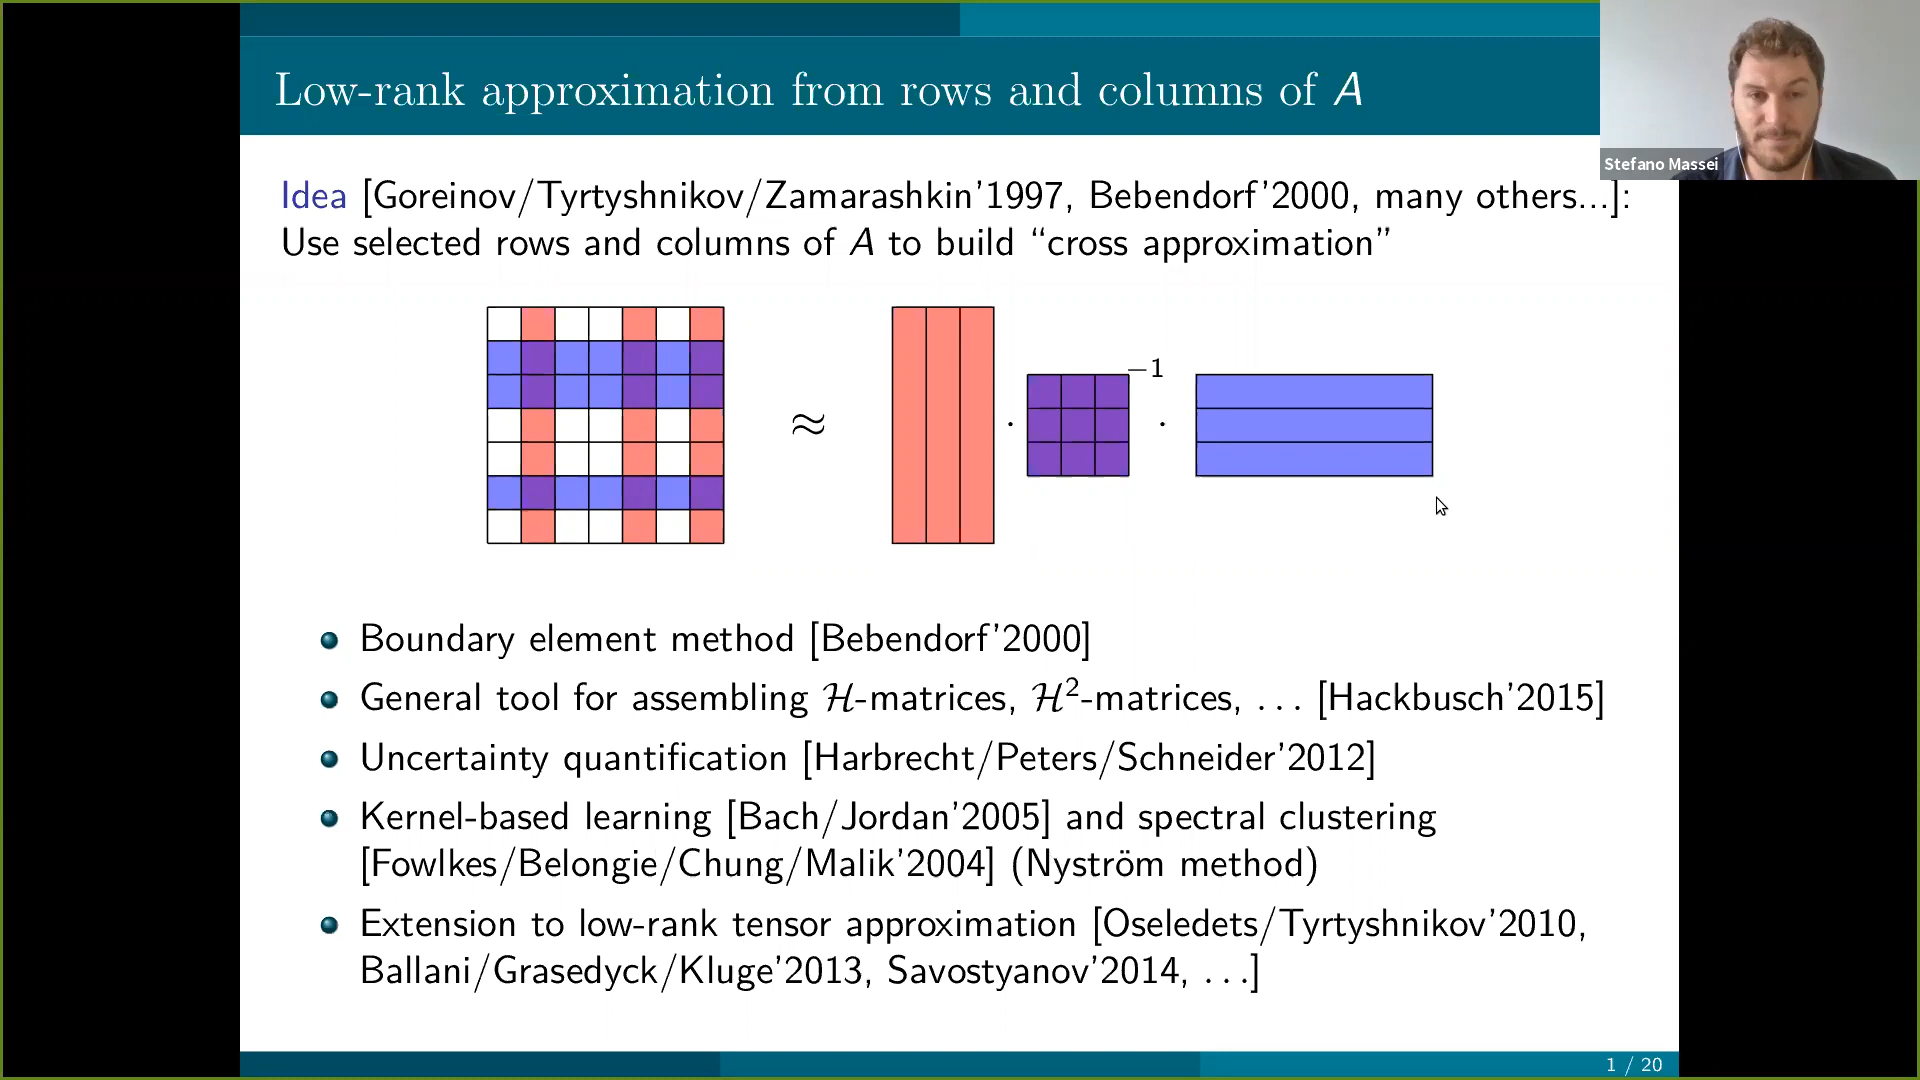 Low-rank approximation from rows and columns of A
Stefano Massei
Idea [Goreinov/Tyrtyshnikov/Zamarashkin'1997, Bebendorf'2000, many others...]:
Use selected rows and columns of A to build “cross approximation”
≈ · −1 ·
Boundary element method [Bebendorf'2000]
General tool for assembling ℋ-matrices, ℋ²-matrices, . . . [Hackbusch'2015]
Uncertainty quantification [Harbrecht/Peters/Schneider'2012]
Kernel-based learning [Bach/Jordan'2005] and spectral clustering
[Fowlkes/Belongie/Chung/Malik'2004] (Nyström method)
Extension to low-rank tensor approximation [Oseledets/Tyrtyshnikov'2010,
Ballani/Grasedyck/Kluge'2013, Savostyanov'2014, . . .]
1 / 20